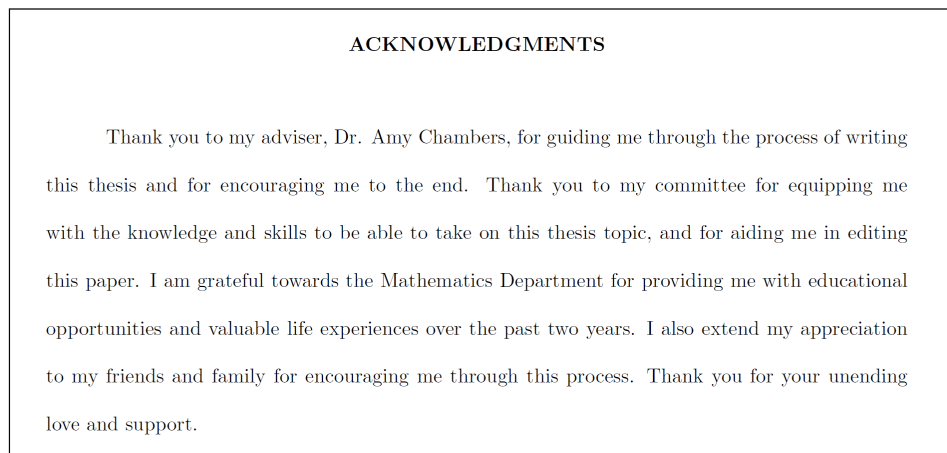 ACKNOWLEDGMENTS
Thank you to my adviser, Dr. Amy Chambers, for guiding me through the process of writing
this thesis and for encouraging me to the end. Thank you to my committee for equipping me
with the knowledge and skills to be able to take on this thesis topic, and for aiding me in editing
this paper. I am grateful towards the Mathematics Department for providing me with educational
opportunities and valuable life experiences over the past two years. I also extend my appreciation
to my friends and family for encouraging me through this process. Thank you for your unending
love and support.